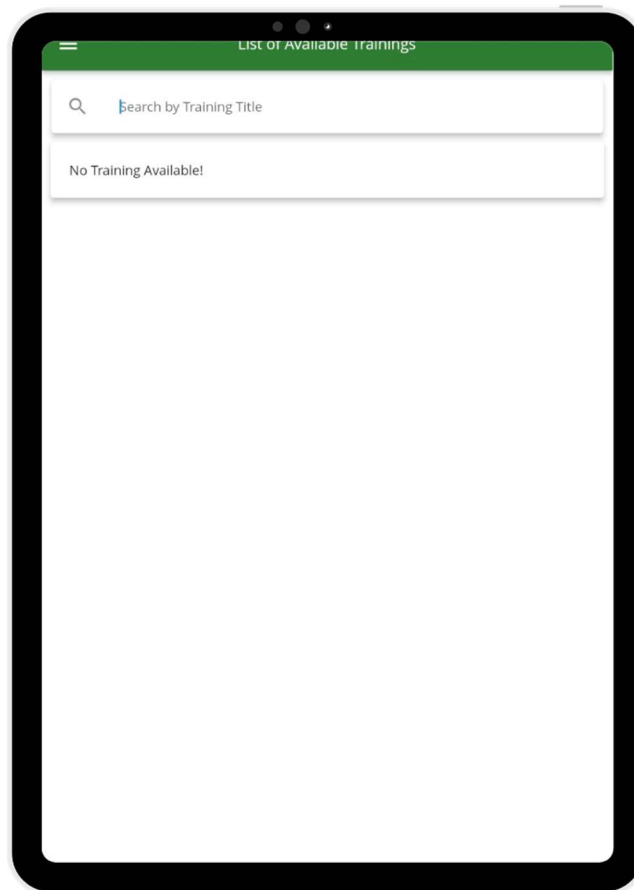 List of Available Trainings
Search by Training Title
No Training Available!